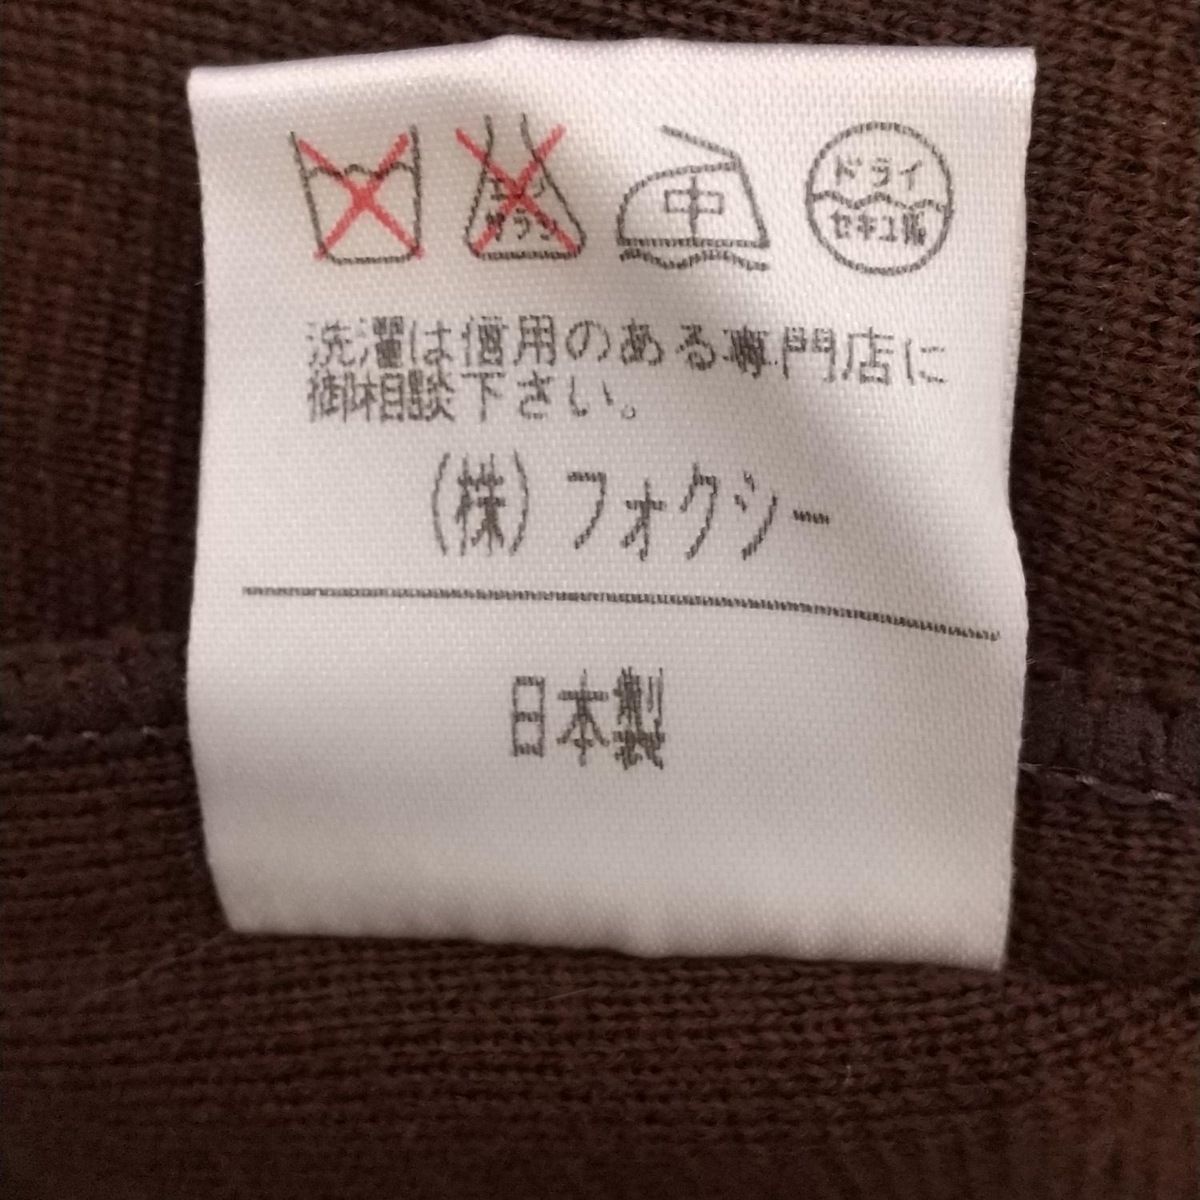 エンソサラシ
中
ドライ
セキユ系
洗濯は信用のある専門店に
御相談下さい。
(株)フォクシー
日本製